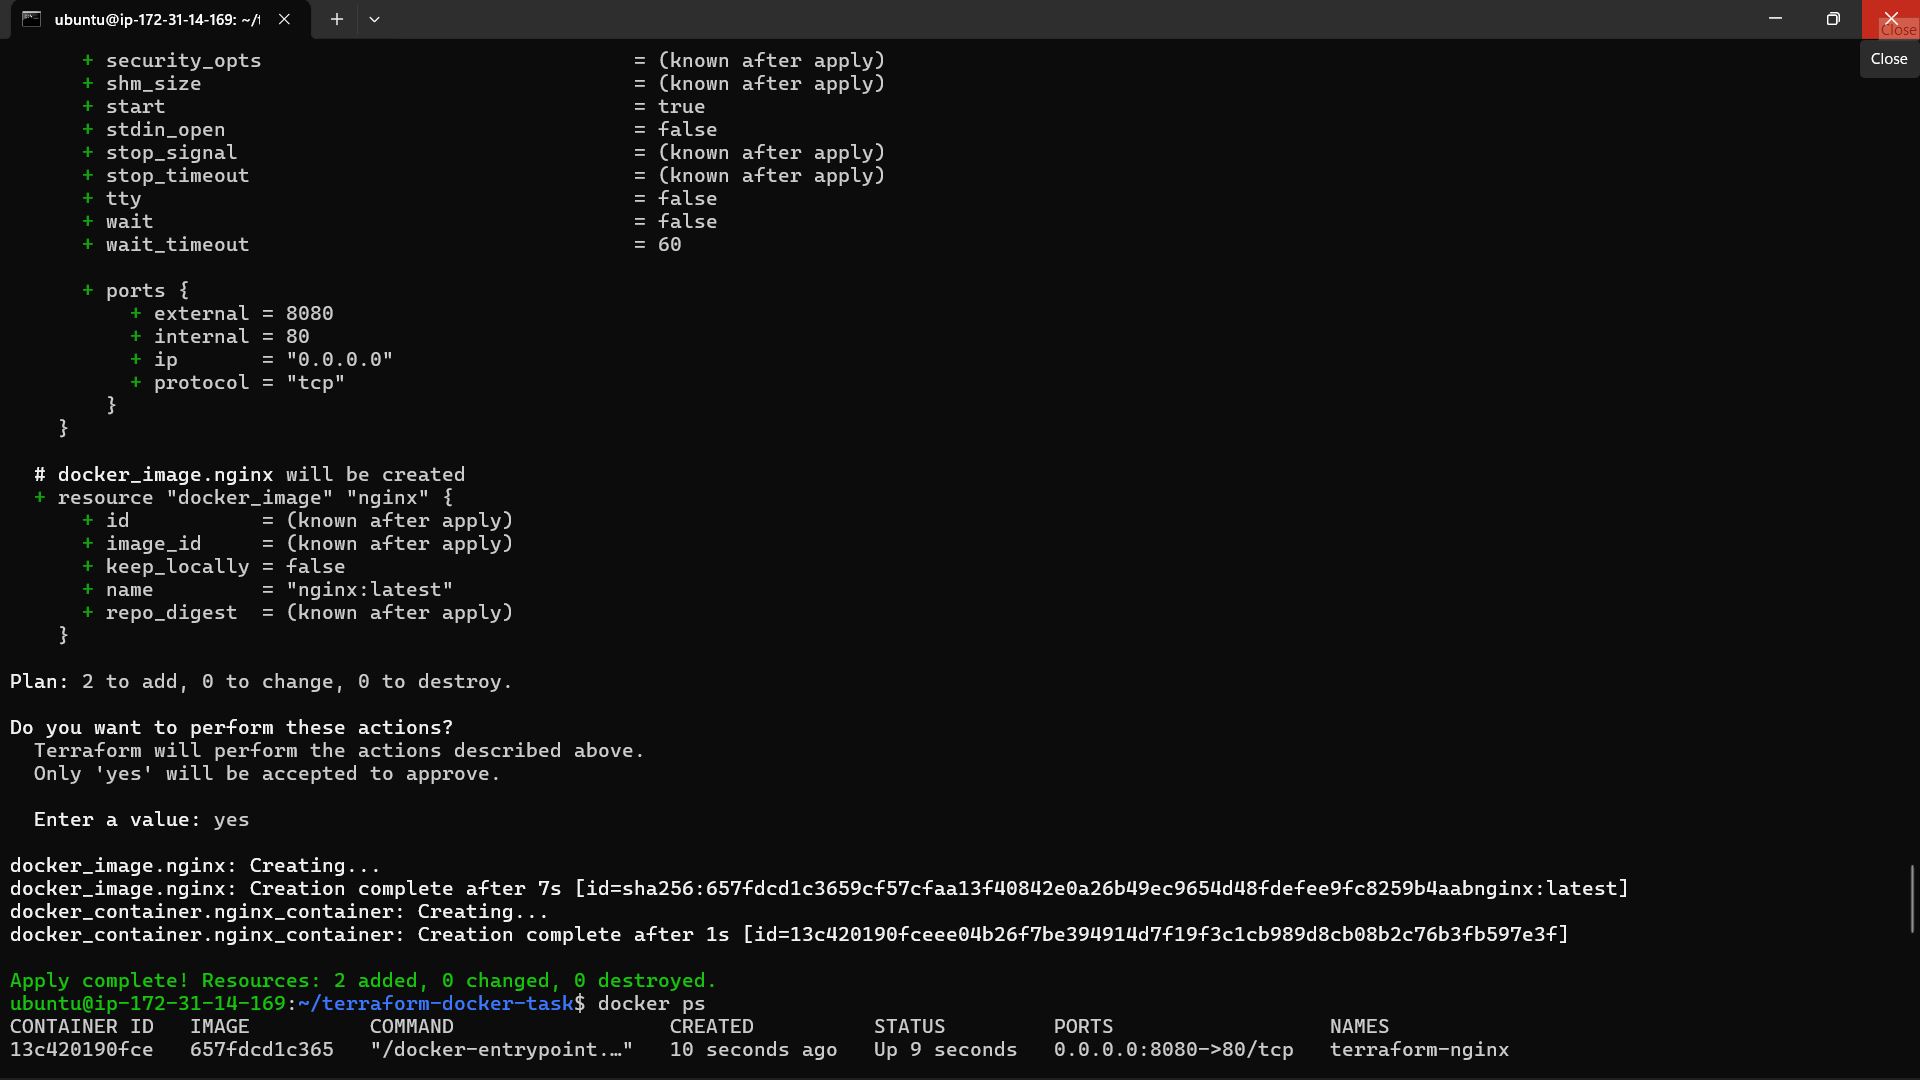 ubuntu@ip-172-31-14-169: ~/t
Close
Close
+ security_opts = (known after apply)
+ shm_size = (known after apply)
+ start = true
+ stdin_open = false
+ stop_signal = (known after apply)
+ stop_timeout = (known after apply)
+ tty = false
+ wait = false
+ wait_timeout = 60
+ ports {
+ external = 8080
+ internal = 80
+ ip = "0.0.0.0"
+ protocol = "tcp"
}
}
# docker_image.nginx will be created
+ resource "docker_image" "nginx" {
+ id = (known after apply)
+ image_id = (known after apply)
+ keep_locally = false
+ name = "nginx:latest"
+ repo_digest = (known after apply)
}
Plan: 2 to add, 0 to change, 0 to destroy.
Do you want to perform these actions?
Terraform will perform the actions described above.
Only 'yes' will be accepted to approve.
Enter a value: yes
docker_image.nginx: Creating...
docker_image.nginx: Creation complete after 7s [id=sha256:657fdcd1c3659cf57cfaa13f40842e0a26b49ec9654d48fdefee9fc8259b4aabnginx:latest]
docker_container.nginx_container: Creating...
docker_container.nginx_container: Creation complete after 1s [id=13c420190fceee04b26f7be394914d7f19f3c1cb989d8cb08b2c76b3fb597e3f]
Apply complete! Resources: 2 added, 0 changed, 0 destroyed.
ubuntu@ip-172-31-14-169:~/terraform-docker-task$ docker ps
CONTAINER ID IMAGE COMMAND CREATED STATUS PORTS NAMES
13c420190fce 657fdcd1c365 "/docker-entrypoint.…" 10 seconds ago Up 9 seconds 0.0.0.0:8080->80/tcp terraform-nginx